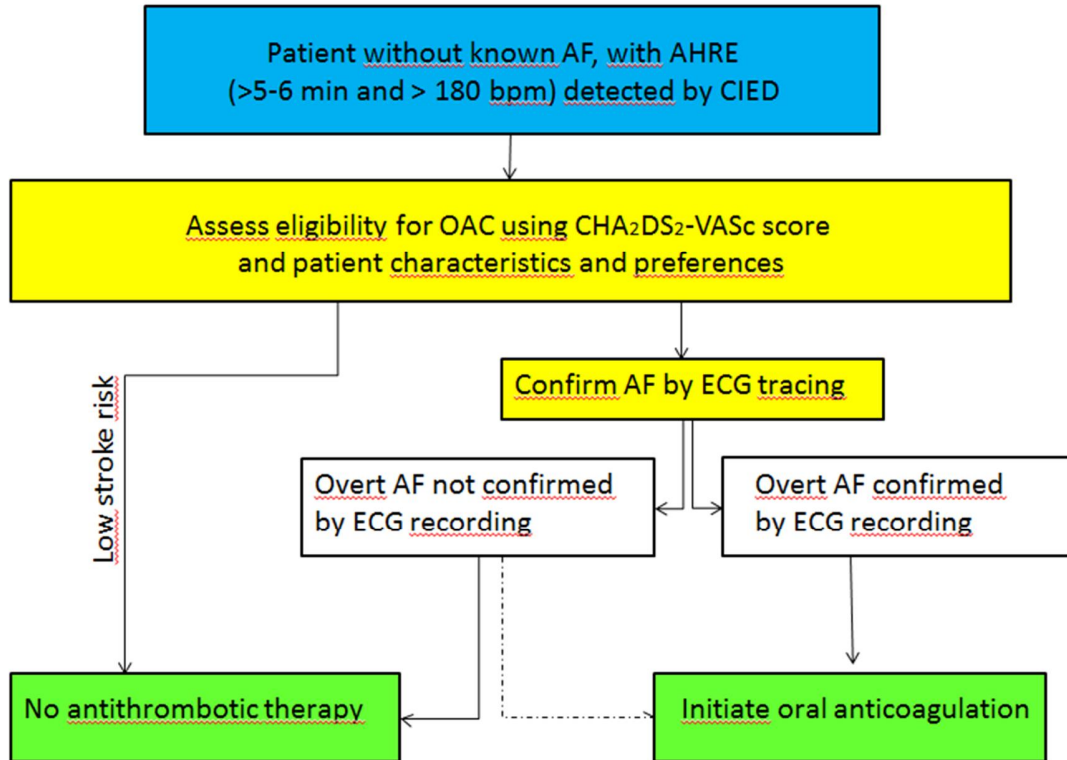 Patient without known AF, with AHRE
(>5-6 min and > 180 bpm) detected by CIED
Assess eligibility for OAC using CHA₂DS₂-VASc score
and patient characteristics and preferences
Low stroke risk
Confirm AF by ECG tracing
Overt AF not confirmed
by ECG recording
Overt AF confirmed
by ECG recording
No antithrombotic therapy
Initiate oral anticoagulation